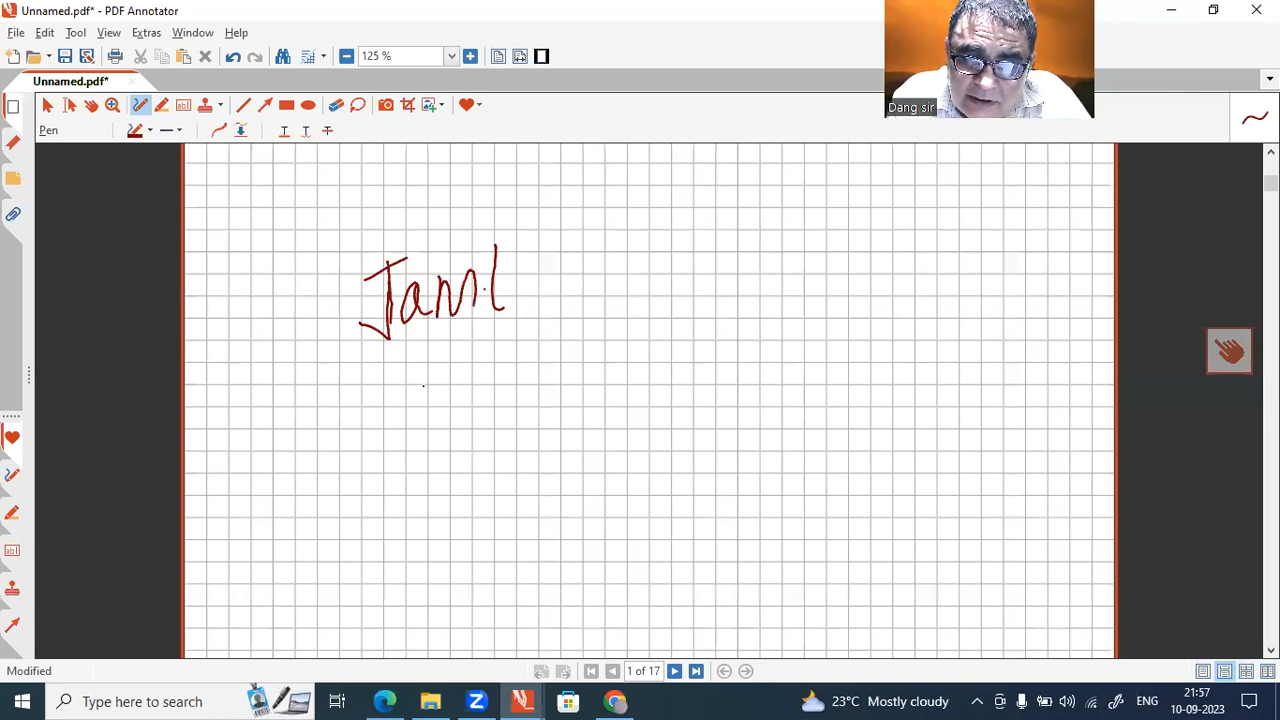 Unnamed.pdf* - PDF Annotator
File Edit Tool View Extras Window Help
125 %
Unnamed.pdf*
Pen
Dang sir
Jamil
Modified
1 of 17
Type here to search
23°C Mostly cloudy
ENG
21:57
10-09-2023